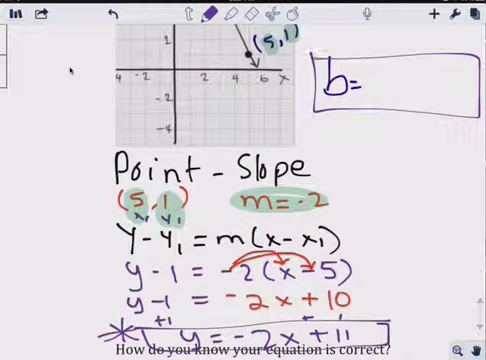 2
(5,1)
-4 -2 2 4 6 x
-2
-4
b=
Point - Slope
(5,1) m=-2
x₁ y₁
y-y₁=m(x-x₁)
y-1=-2(x-5)
y-1 = -2x+10
+1 +1
* y=-2x+11
How do you know your equation is correct?